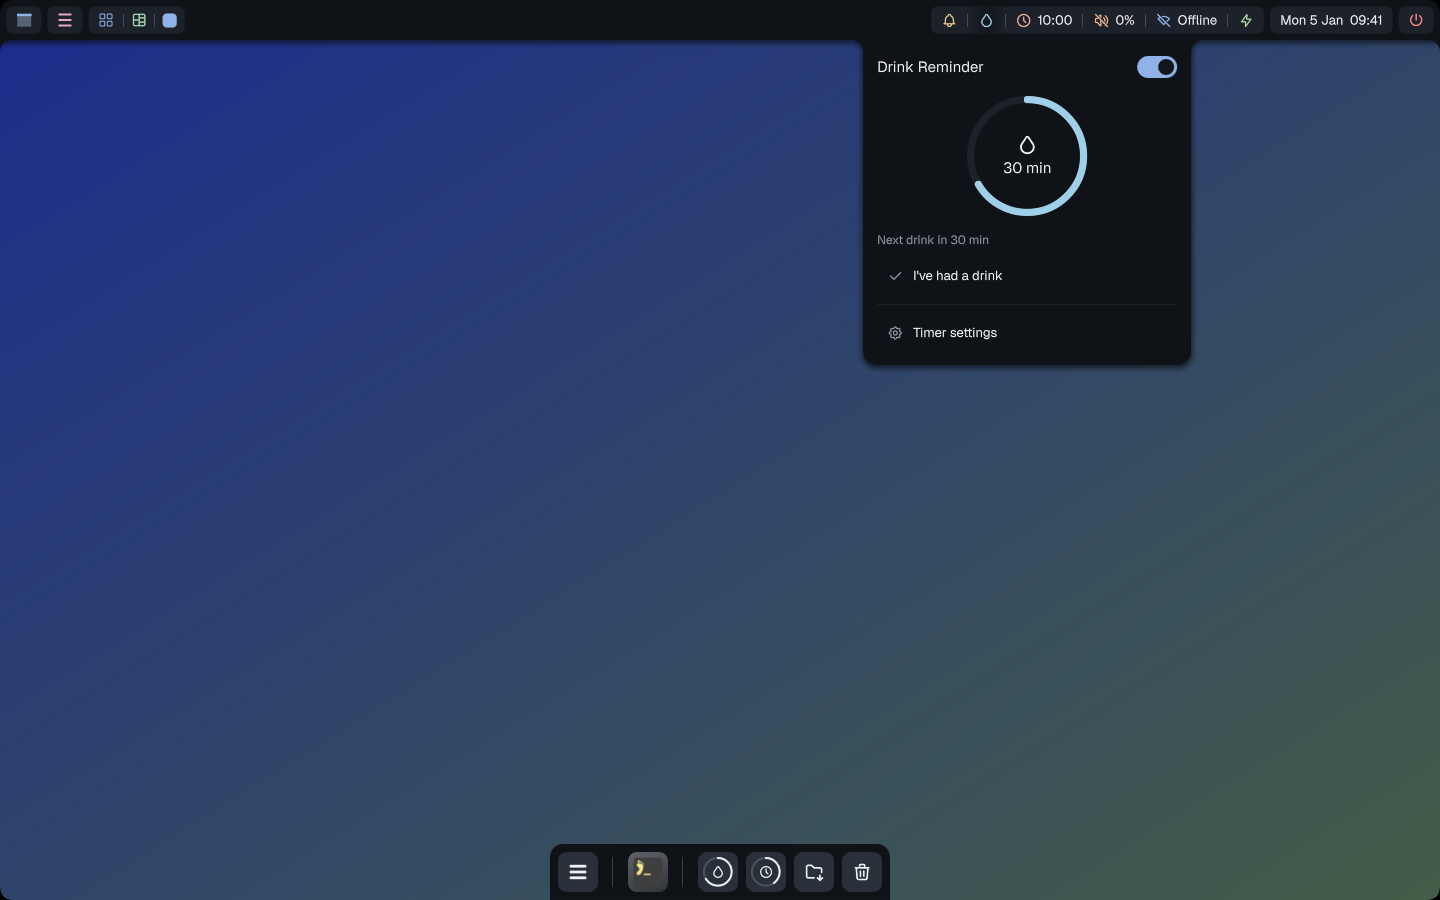 10:00
0%
Offline
Mon 5 Jan 09:41
Drink Reminder
30 min
Next drink in 30 min
I've had a drink
Timer settings